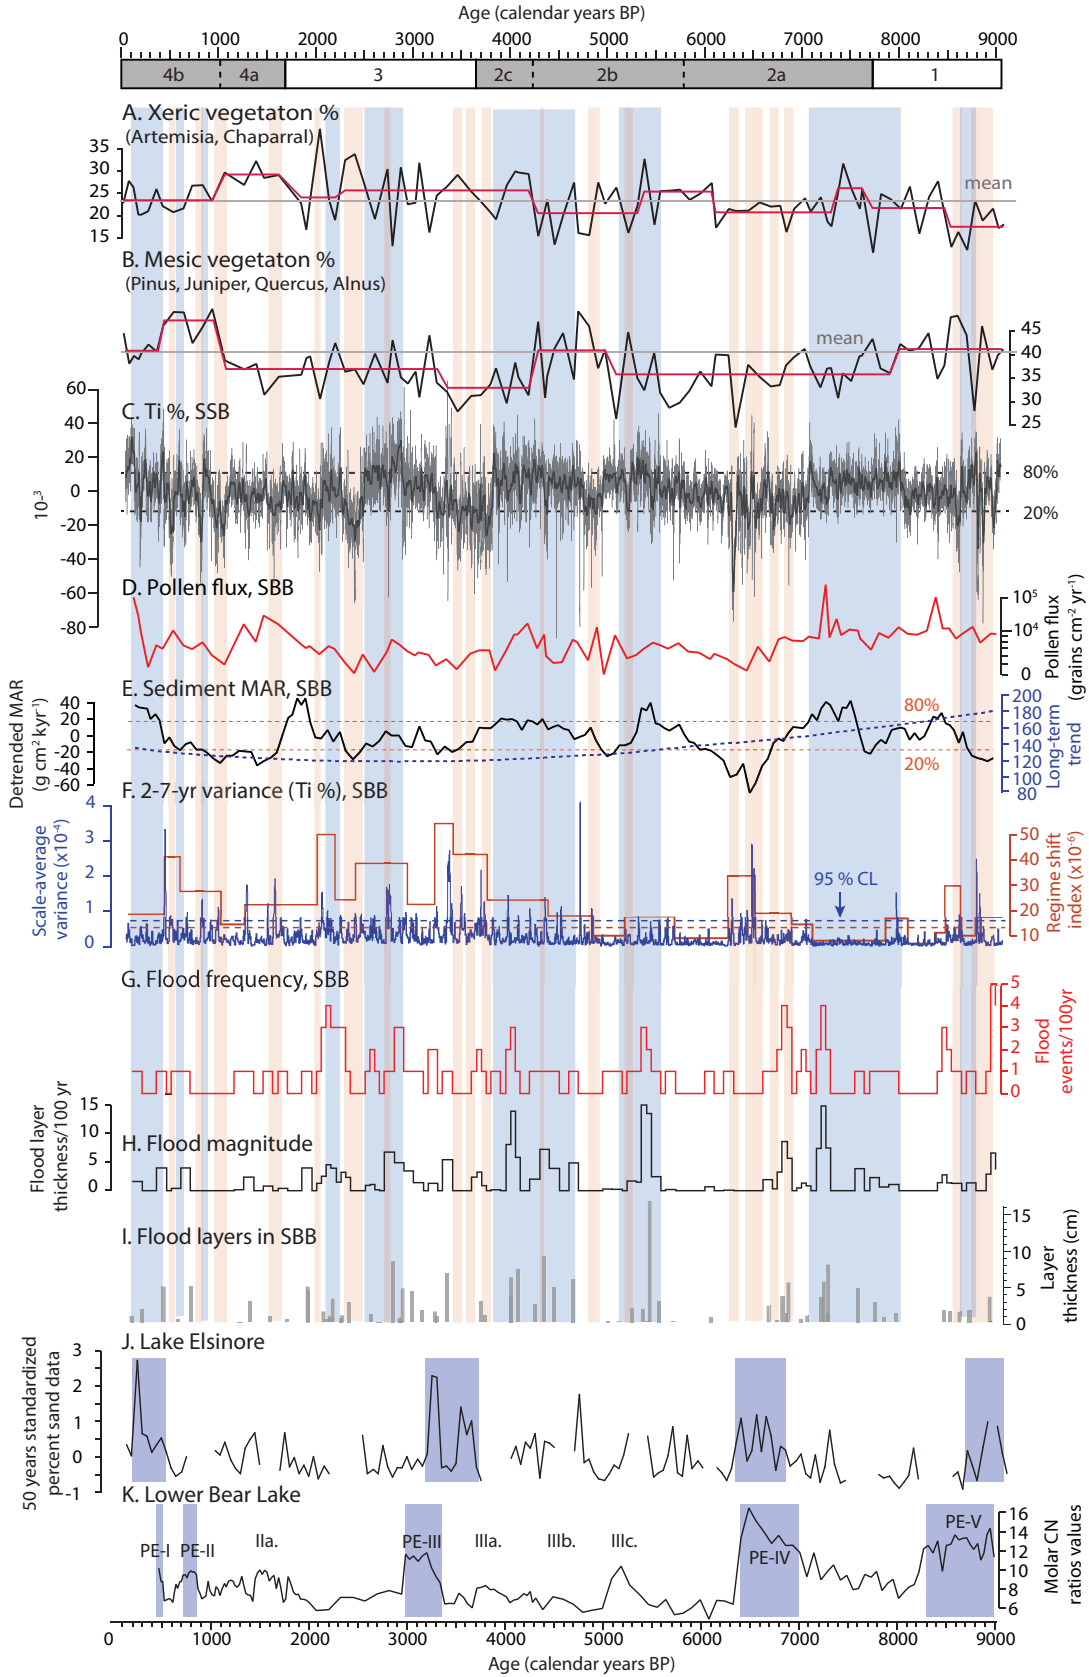 Age (calendar years BP)
0 1000 2000 3000 4000 5000 6000 7000 8000 9000
4b 4a 3 2c 2b 2a 1
A. Xeric vegetaton %
(Artemisia, Chaparral)
35
30
25
20
15
mean
B. Mesic vegetaton %
(Pinus, Juniper, Quercus, Alnus)
mean
45
40
35
30
25
C. Ti %, SSB
60
40
20
0
-20
-40
-60
-80
10⁻³
80%
20%
D. Pollen flux, SBB
10⁵
10⁴
0
Pollen flux
(grains cm⁻² yr⁻¹)
E. Sediment MAR, SBB
Detrended MAR
(g cm² kyr⁻¹)
40
20
0
-20
-40
-60
80%
20%
200
180
160
140
120
100
80
Long-term
trend
F. 2-7-yr variance (Ti %), SBB
Scale-average
variance (x10⁻⁴)
4
3
2
1
0
95 % CL
50
40
30
20
10
Regime shift
index (x10⁻⁶)
G. Flood frequency, SBB
5
4
3
2
1
0
Flood
events/100yr
H. Flood magnitude
Flood layer
thickness/100 yr
15
10
5
0
I. Flood layers in SBB
15
10
5
0
Layer
thickness (cm)
J. Lake Elsinore
50 years standardized
percent sand data
3
2
1
0
-1
K. Lower Bear Lake
PE-I PE-II IIa. PE-III IIIa. IIIb. IIIc. PE-IV PE-V
16
14
12
10
8
6
Molar CN
ratios values
0 1000 2000 3000 4000 5000 6000 7000 8000 9000
Age (calendar years BP)